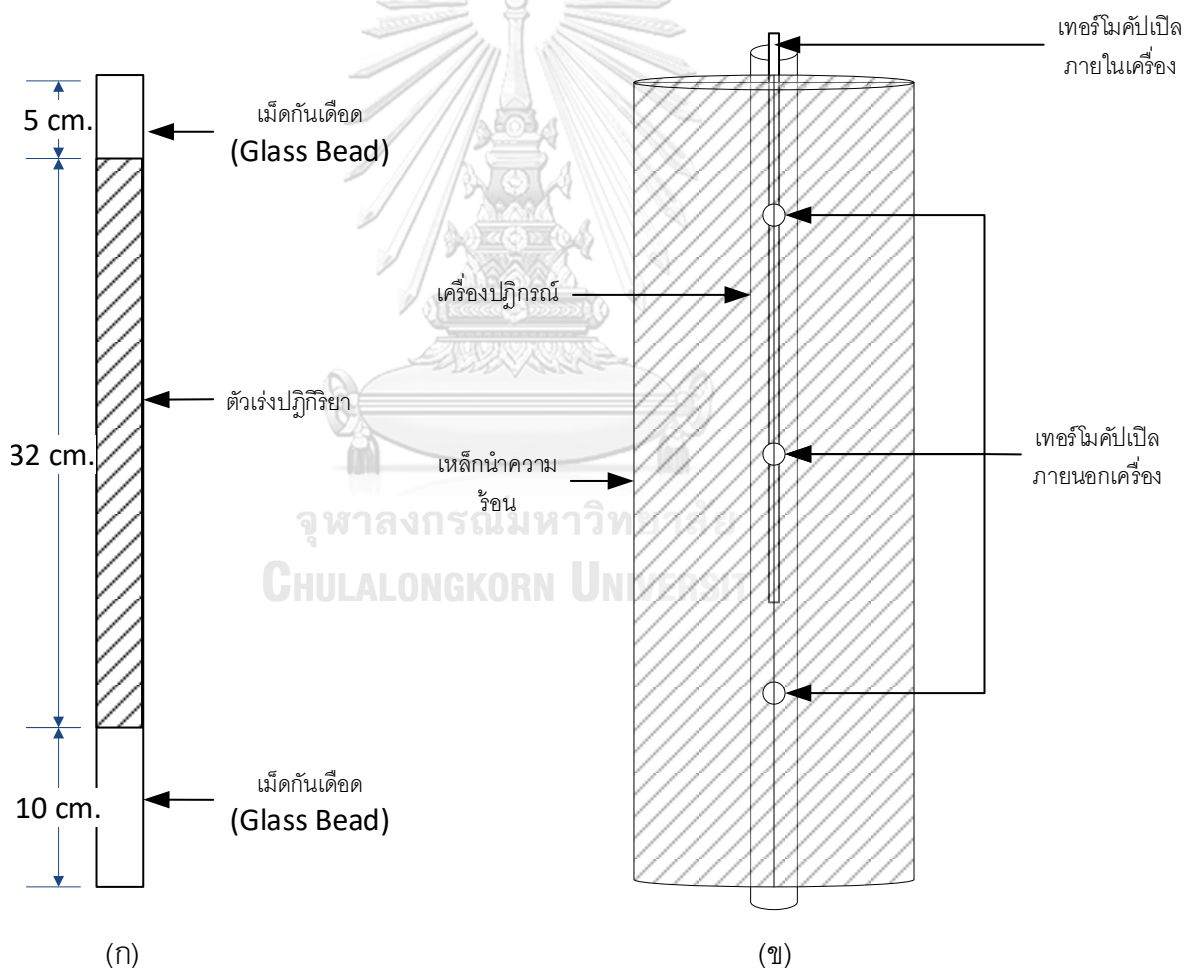 5 cm.
เม็ดกันเดือด
(Glass Bead)
32 cm.
ตัวเร่งปฏิกิริยา
10 cm.
เม็ดกันเดือด
(Glass Bead)
(ก)
เทอร์โมคัปเปิล
ภายในเครื่อง
เครื่องปฏิกรณ์
เหล็กนำความ
ร้อน
เทอร์โมคัปเปิล
ภายนอกเครื่อง
(ข)
จุฬาลงกรณ์มหาวิทยาลัย
CHULALONGKORN UNIVERSIT